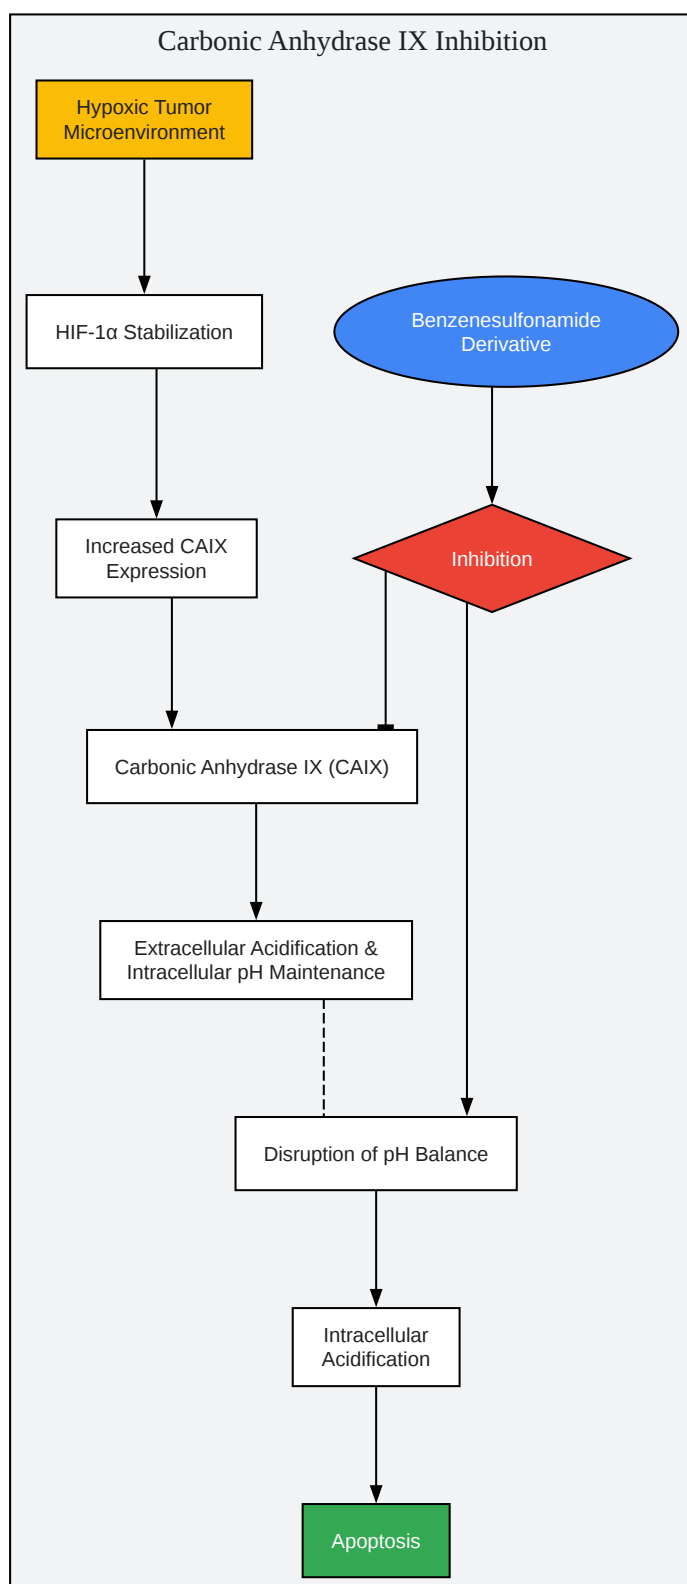 Carbonic Anhydrase IX Inhibition
Hypoxic Tumor
Microenvironment
HIF-1α Stabilization
Benzenesulfonamide
Derivative
Increased CAIX
Expression
Inhibition
Carbonic Anhydrase IX (CAIX)
Extracellular Acidification &
Intracellular pH Maintenance
Disruption of pH Balance
Intracellular
Acidification
Apoptosis